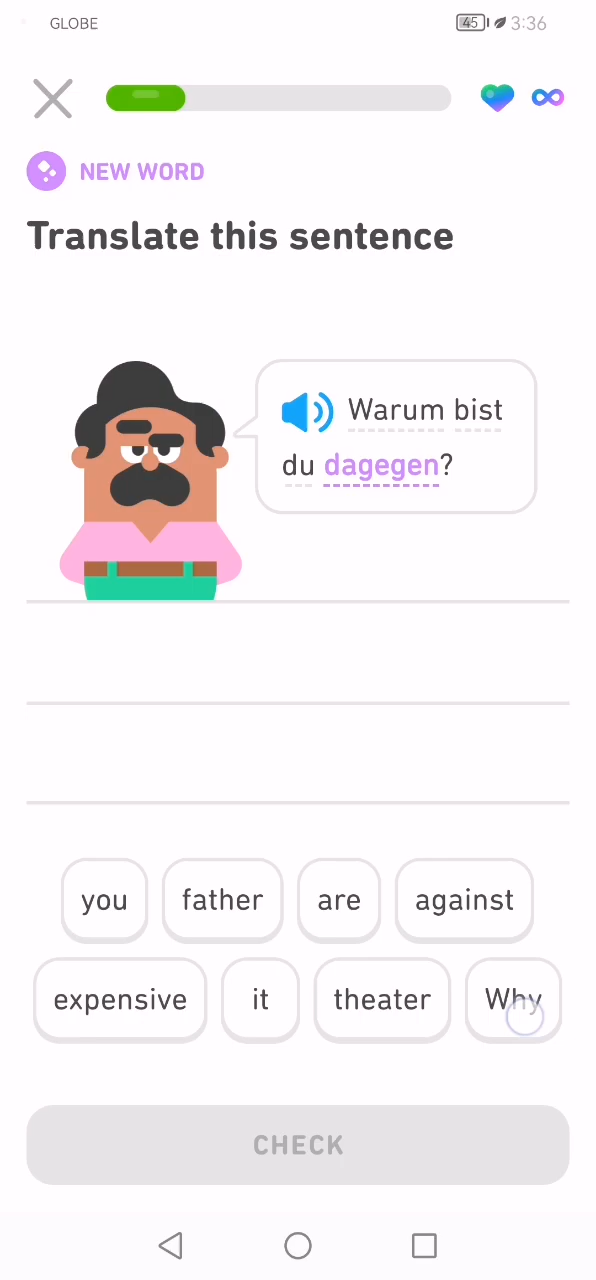 GLOBE 45 3:36
NEW WORD
Translate this sentence
Warum bist
du dagegen?
you father are against
expensive it theater Why
CHECK